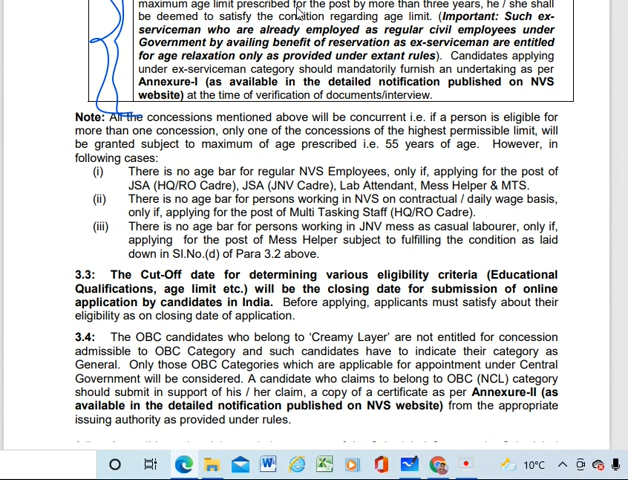 maximum age limit prescribed for the post by more than three years, he / she shall
be deemed to satisfy the condition regarding age limit. (Important: Such ex-
serviceman who are already employed as regular civil employees under
Government by availing benefit of reservation as ex-serviceman are entitled
for age relaxation only as provided under extant rules). Candidates applying
under ex-serviceman category should mandatorily furnish an undertaking as per
Annexure-I (as available in the detailed notification published on NVS
website) at the time of verification of documents/interview.
Note: All the concessions mentioned above will be concurrent i.e. if a person is eligible for
more than one concession, only one of the concessions of the highest permissible limit, will
be granted subject to maximum of age prescribed i.e. 55 years of age. However, in
following cases:
(i) There is no age bar for regular NVS Employees, only if, applying for the post of
JSA (HQ/RO Cadre), JSA (JNV Cadre), Lab Attendant, Mess Helper & MTS.
(ii) There is no age bar for persons working in NVS on contractual / daily wage basis,
only if, applying for the post of Multi Tasking Staff (HQ/RO Cadre).
(iii) There is no age bar for persons working in JNV mess as casual labourer, only if,
applying for the post of Mess Helper subject to fulfilling the condition as laid
down in Sl.No.(d) of Para 3.2 above.
3.3: The Cut-Off date for determining various eligibility criteria (Educational
Qualifications, age limit etc.) will be the closing date for submission of online
application by candidates in India. Before applying, applicants must satisfy about their
eligibility as on closing date of application.
3.4: The OBC candidates who belong to 'Creamy Layer' are not entitled for concession
admissible to OBC Category and such candidates have to indicate their category as
General. Only those OBC Categories which are applicable for appointment under Central
Government will be considered. A candidate who claims to belong to OBC (NCL) category
should submit in support of his / her claim, a copy of a certificate as per Annexure-II (as
available in the detailed notification published on NVS website) from the appropriate
issuing authority as provided under rules.
10°C